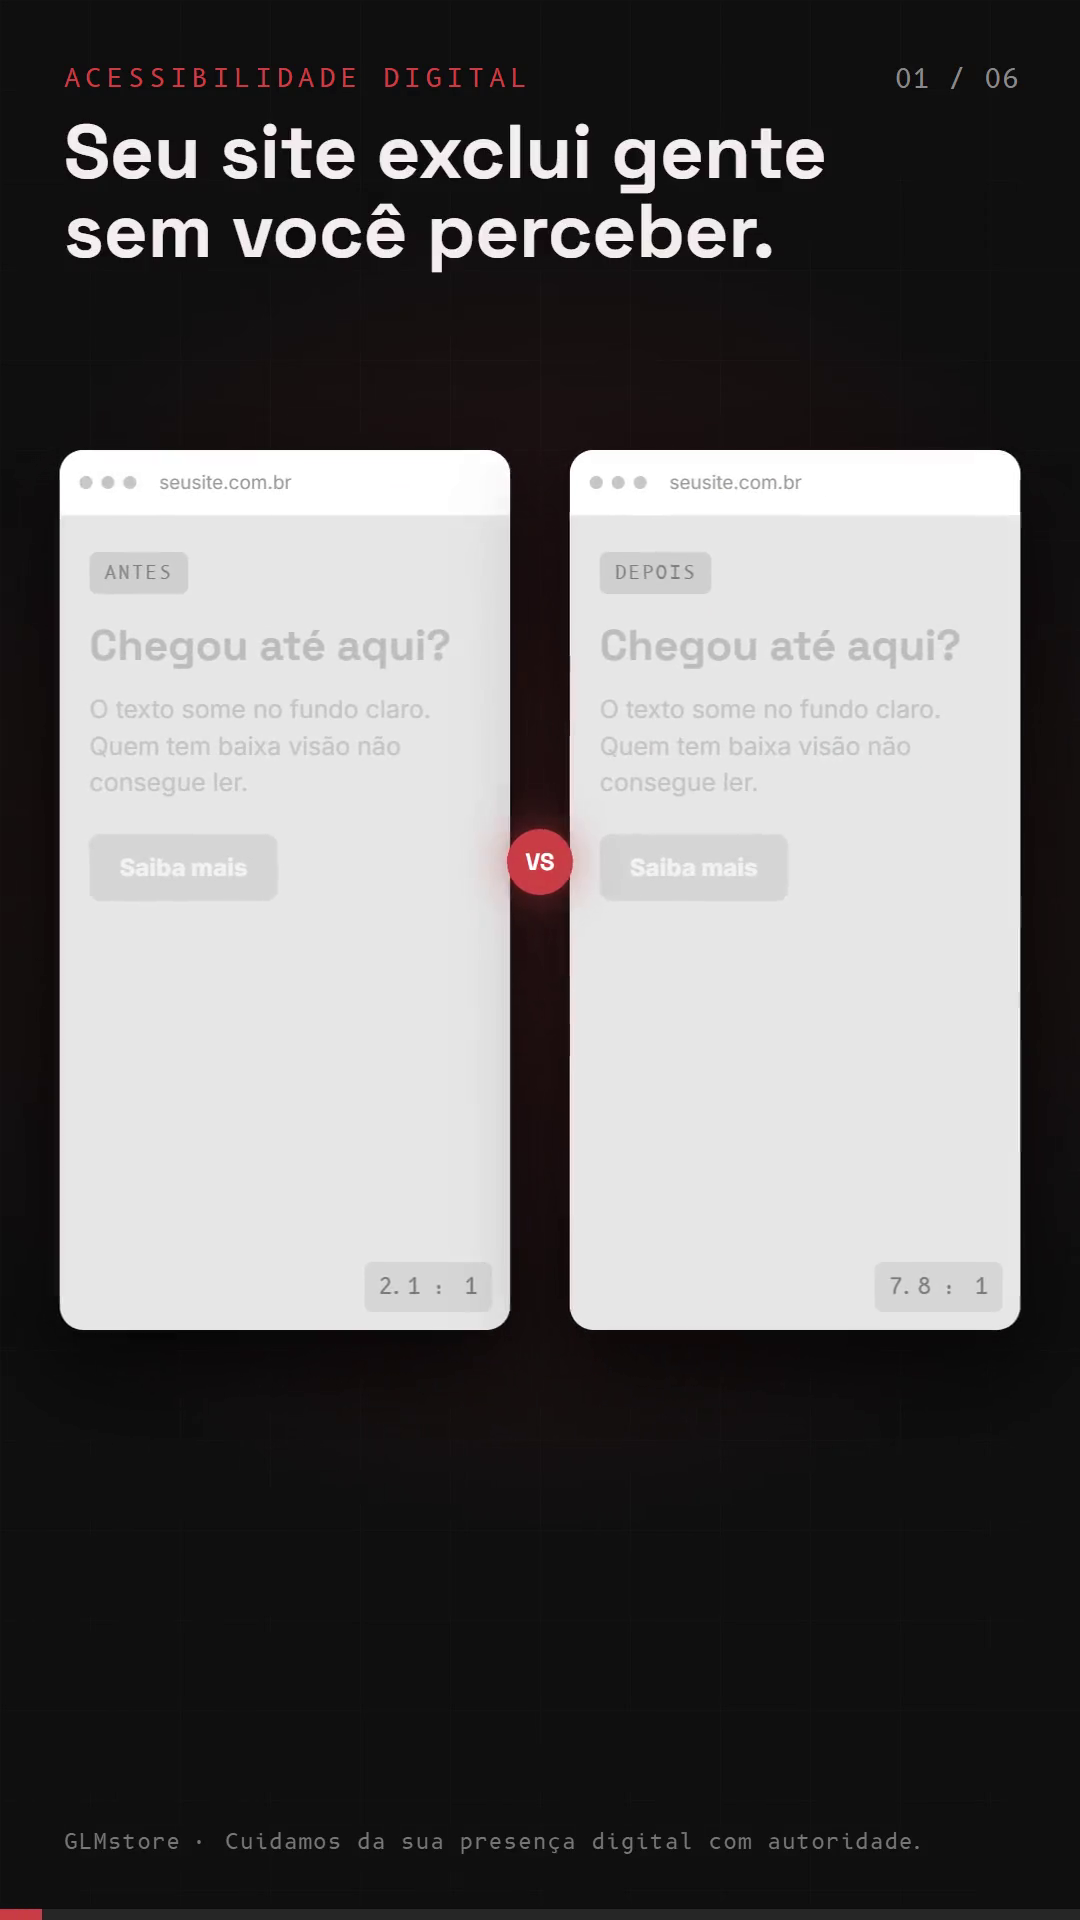 ACESSIBILIDADE DIGITAL
01 / 06
Seu site exclui gente
sem você perceber.
seusite.com.br
ANTES
Chegou até aqui?
O texto some no fundo claro.
Quem tem baixa visão não
consegue ler.
Saiba mais
2.1 : 1
VS
seusite.com.br
DEPOIS
Chegou até aqui?
O texto some no fundo claro.
Quem tem baixa visão não
consegue ler.
Saiba mais
7.8 : 1
GLMstore · Cuidamos da sua presença digital com autoridade.